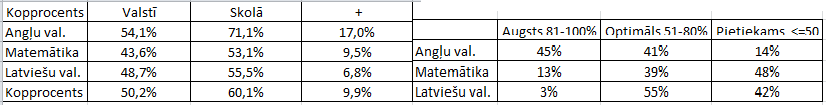 Kopprocents Valstī Skolā +
Angļu val. 54,1% 71,1% 17,0%
Matemātika 43,6% 53,1% 9,5%
Latviešu val. 48,7% 55,5% 6,8%
Kopprocents 50,2% 60,1% 9,9%
Augsts 81-100% Optimāls 51-80% Pietiekams <=50
Angļu val. 45% 41% 14%
Matemātika 13% 39% 48%
Latviešu val. 3% 55% 42%